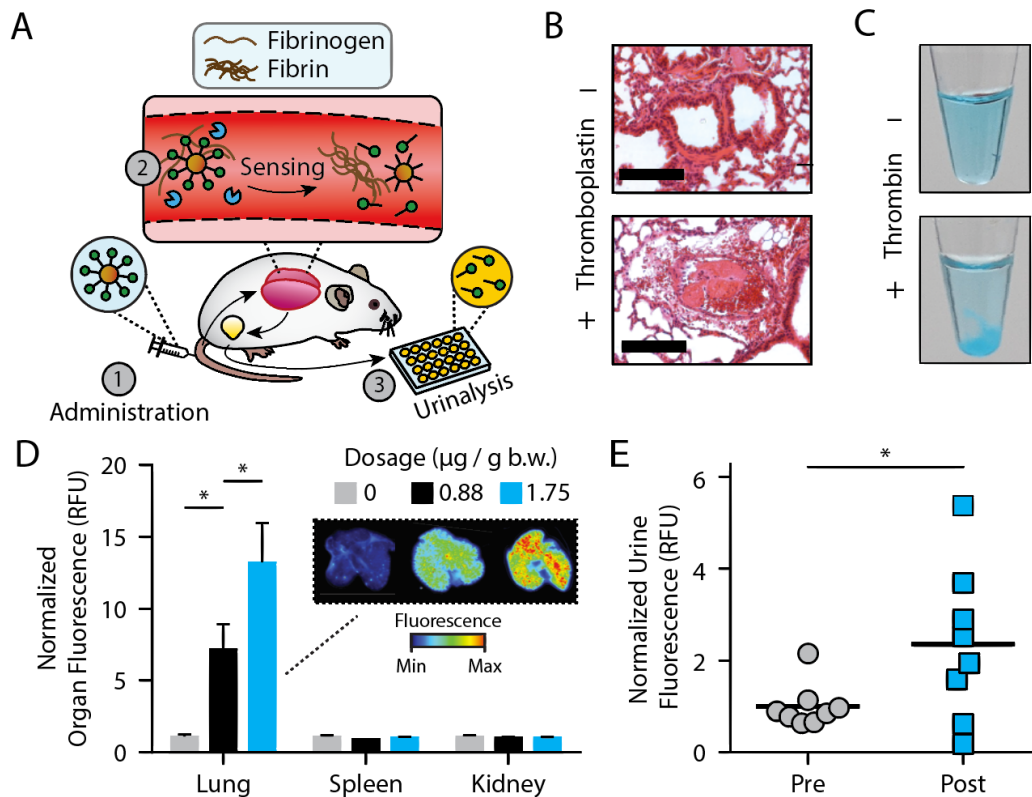 A
Fibrinogen
Fibrin
2
Sensing
1
Administration
3
Urinalysis
B
+ Thromboplastin –
C
+ Thrombin –
D
Normalized
Organ Fluorescence (RFU)
20
15
10
5
0
Dosage (µg / g b.w.)
0 0.88 1.75
* *
Fluorescence
Min Max
Lung Spleen Kidney
E
Normalized Urine
Fluorescence (RFU)
6
4
2
0
*
Pre Post